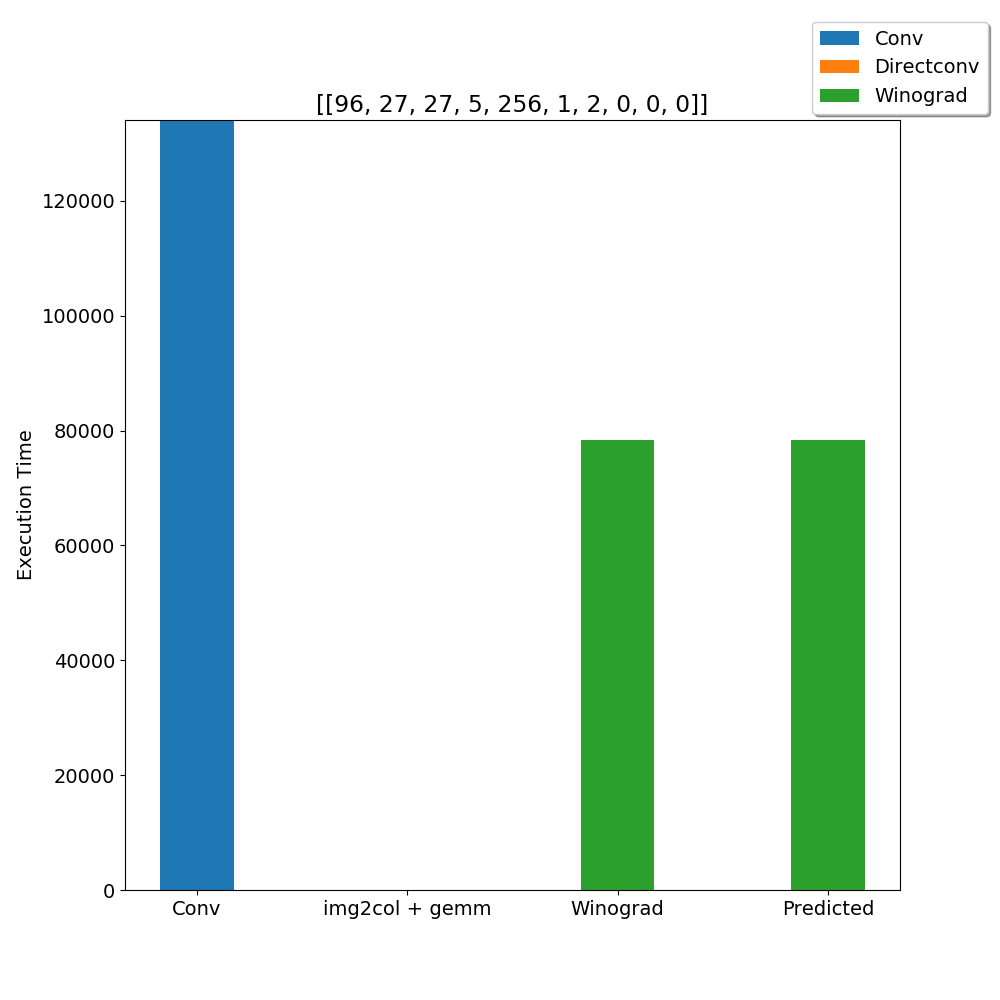 Conv
Directconv
Winograd
[[96, 27, 27, 5, 256, 1, 2, 0, 0, 0]]
Execution Time
120000
100000
80000
60000
40000
20000
0
Conv img2col + gemm Winograd Predicted